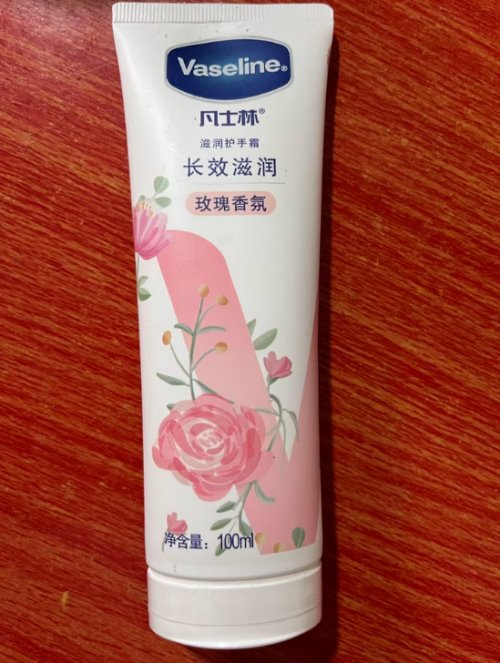 Vaseline®
凡士林®
滋润护手霜
长效滋润
玫瑰香氛
净含量：100ml